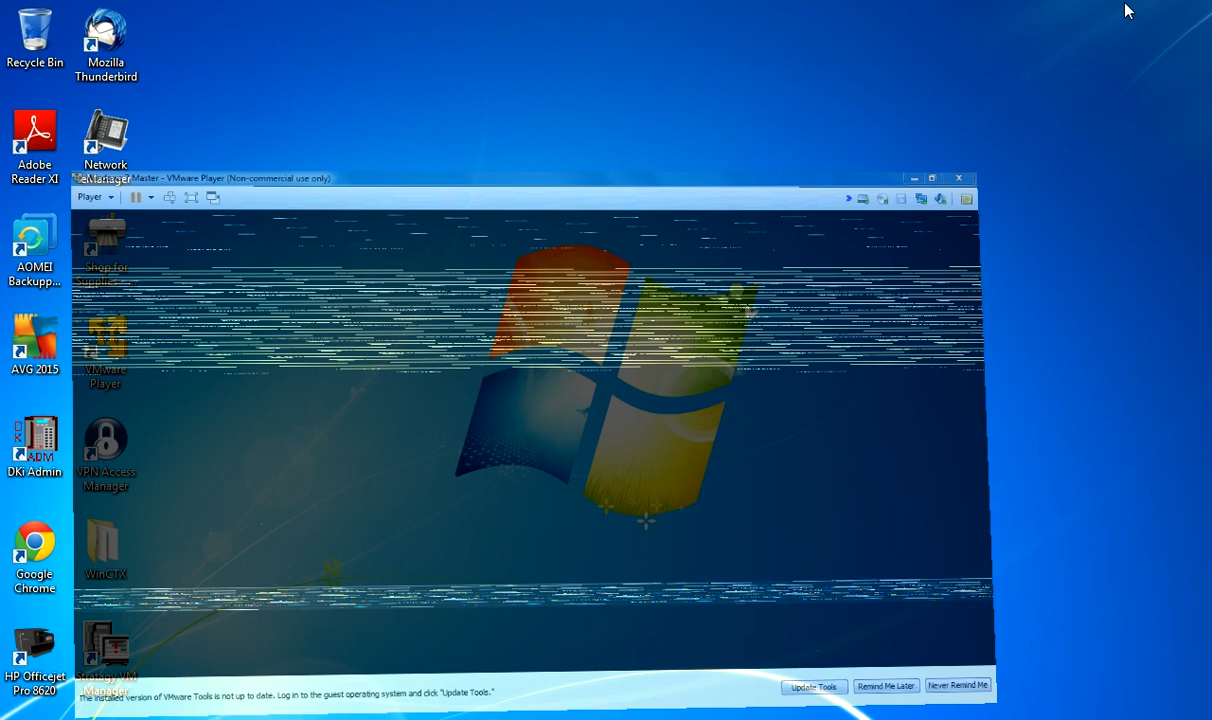 Recycle Bin
Mozilla
Thunderbird
Adobe
Reader XI
Network
eManager
AOMEI
Backupp...
Shop for
Supplies - ...
AVG 2015
VMware
Player
DKi Admin
DK
ADM
VPN Access
Manager
Google
Chrome
WinCTX
HP Officejet
Pro 8620
Strategy VM
Manager
Master - VMware Player (Non-commercial use only)
Player
The installed version of VMware Tools is not up to date. Log in to the guest operating system and click "Update Tools."
Update Tools
Remind Me Later
Never Remind Me